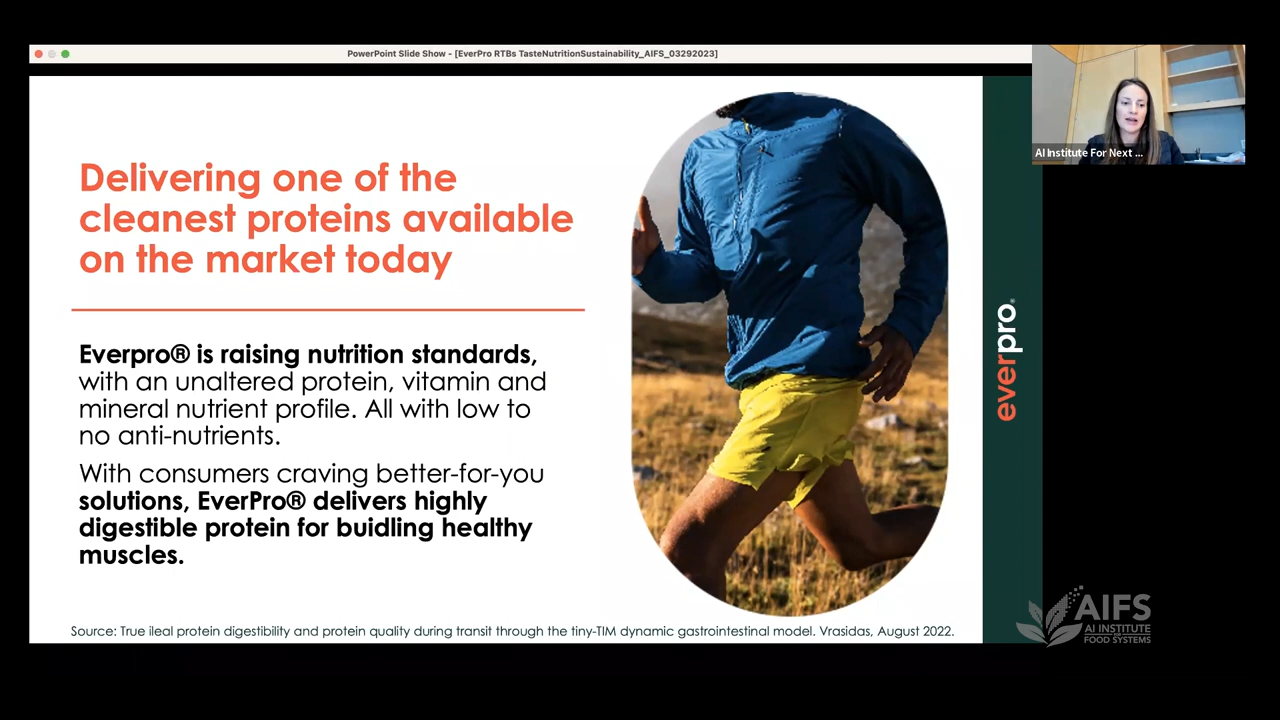 PowerPoint Slide Show - [EverPro RTBs TasteNutritionSustainability_AIFS_03292023]
AI Institute For Next ...
Delivering one of the
cleanest proteins available
on the market today
Everpro® is raising nutrition standards,
with an unaltered protein, vitamin and
mineral nutrient profile. All with low to
no anti-nutrients.
With consumers craving better-for-you
solutions, EverPro® delivers highly
digestible protein for buidling healthy
muscles.
Source: True ileal protein digestibility and protein quality during transit through the tiny-TIM dynamic gastrointestinal model. Vrasidas, August 2022.
everpro®
AIFS
AI INSTITUTE
FOR
FOOD SYSTEMS